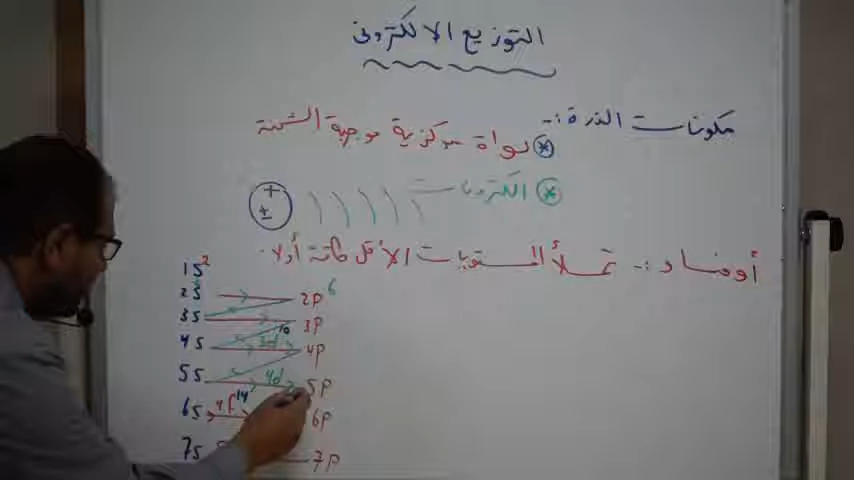 التوزيع الالكتروني
مكونات الذرة :-
* نواة مركزية موجبة الشحنة
* الكترونات
+
±
أوفباو :- تملأ المستويات الأقل طاقة أولا .
1s²
2s 2p⁶
3s 3p
4s 3d¹⁰ 4p
5s 4d 5p
6s 4f¹⁴ 6p
7s 7p